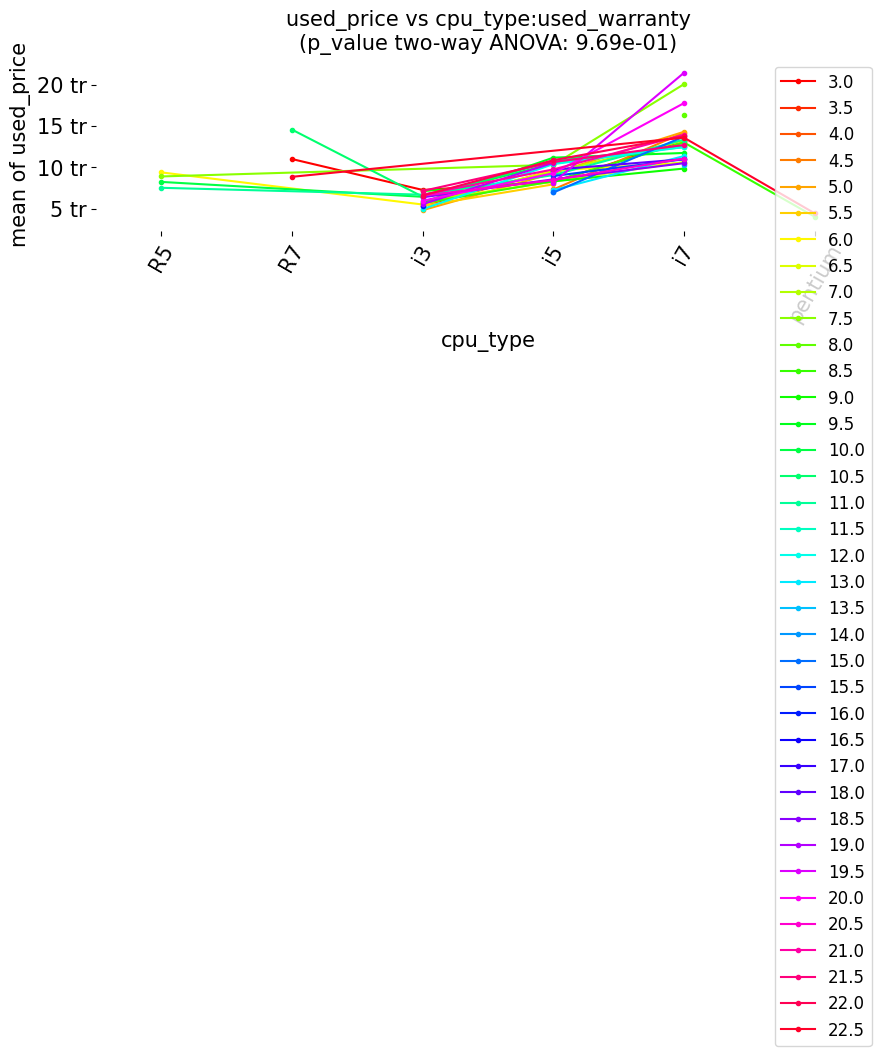 used_price vs cpu_type:used_warranty
(p_value two-way ANOVA: 9.69e-01)
mean of used_price
20 tr
15 tr
10 tr
5 tr
R5
R7
i3
i5
i7
pentium
cpu_type
3.0
3.5
4.0
4.5
5.0
5.5
6.0
6.5
7.0
7.5
8.0
8.5
9.0
9.5
10.0
10.5
11.0
11.5
12.0
13.0
13.5
14.0
15.0
15.5
16.0
16.5
17.0
18.0
18.5
19.0
19.5
20.0
20.5
21.0
21.5
22.0
22.5